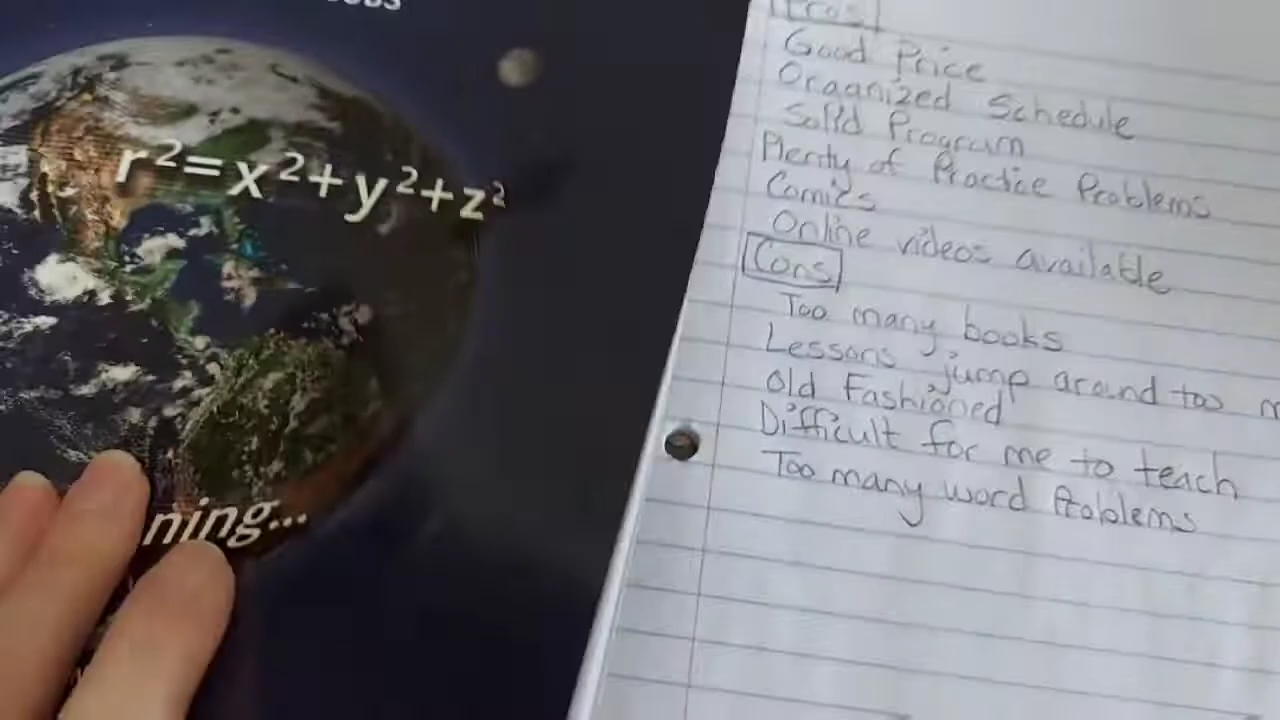 r²=x²+y²+z²
ning...
Pros
Good Price
Organized Schedule
Solid Program
Plenty of Practice Problems
Comics
Online videos available
Cons
Too many books
Lessons jump around too
Old Fashioned
Difficult for me to teach
Too many word Problems